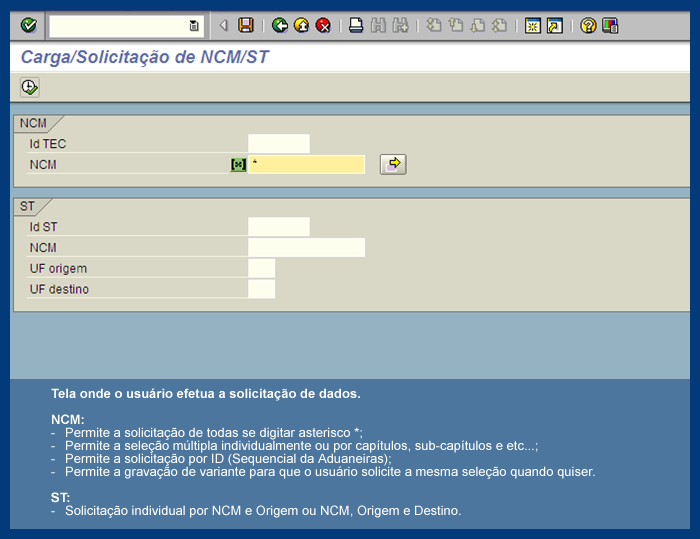 Carga/Solicitação de NCM/ST
NCM
Id TEC
NCM *
ST
Id ST
NCM
UF origem
UF destino
Tela onde o usuário efetua a solicitação de dados.
NCM:
- Permite a solicitação de todas se digitar asterisco *;
- Permite a seleção múltipla individualmente ou por capítulos, sub-capítulos e etc...;
- Permite a solicitação por ID (Sequencial da Aduaneiras);
- Permite a gravação de variante para que o usuário solicite a mesma seleção quando quiser.
ST:
- Solicitação individual por NCM e Origem ou NCM, Origem e Destino.